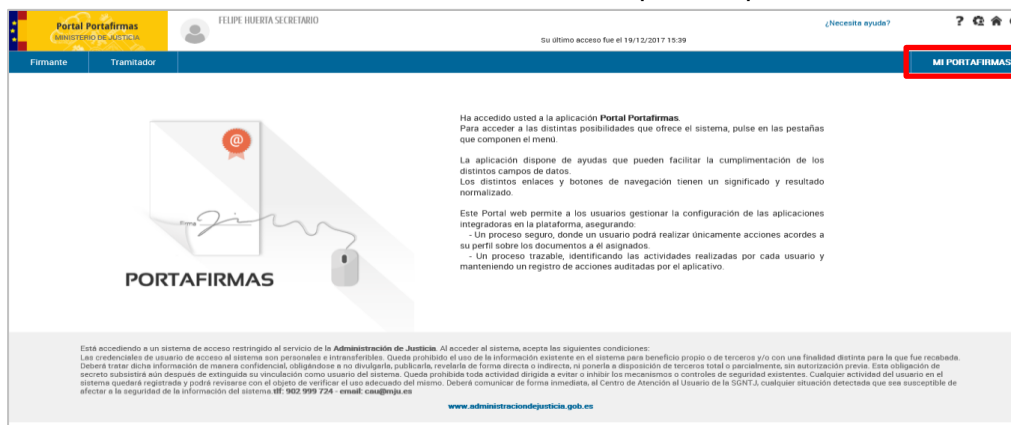 Portal Portafirmas
MINISTERIO DE JUSTICIA
FELIPE HUERTA SECRETARIO
¿Necesita ayuda?
Su último acceso fue el 19/12/2017 15:39
Firmante Tramitador MI PORTAFIRMAS
Ha accedido usted a la aplicación Portal Portafirmas.
Para acceder a las distintas posibilidades que ofrece el sistema, pulse en las pestañas
que componen el menú.
La aplicación dispone de ayudas que pueden facilitar la cumplimentación de los
distintos campos de datos.
Los distintos enlaces y botones de navegación tienen un significado y resultado
normalizado.
Este Portal web permite a los usuarios gestionar la configuración de las aplicaciones
integradoras en la plataforma, asegurando:
- Un proceso seguro, donde un usuario podrá realizar únicamente acciones acordes a
su perfil sobre los documentos a él asignados.
- Un proceso trazable, identificando las actividades realizadas por cada usuario y
manteniendo un registro de acciones auditadas por el aplicativo.
@
Firma
PORTAFIRMAS
Está accediendo a un sistema de acceso restringido al servicio de la Administración de Justicia. Al acceder al sistema, acepta las siguientes condiciones:
Las credenciales de usuario de acceso al sistema son personales e intransferibles. Queda prohibido el uso de la información existente en el sistema para beneficio propio o de terceros y/o con una finalidad distinta para la que fue recabada.
Deberá tratar dicha información de manera confidencial, obligándose a no divulgarla, publicarla, revelarla de forma directa o indirecta, ni ponerla a disposición de terceros total o parcialmente, sin autorización previa. Esta obligación de
secreto subsistirá aún después de extinguida su vinculación como usuario del sistema. Queda prohibida toda actividad dirigida a evitar o inhibir los mecanismos o controles de seguridad existentes. Cualquier actividad del usuario en el
sistema quedará registrada y podrá revisarse con el objeto de verificar el uso adecuado del mismo. Deberá comunicar de forma inmediata, al Centro de Atención al Usuario de la SGNTJ, cualquier situación detectada que sea susceptible de
afectar a la seguridad de la información del sistema.tlf: 902 999 724 - email: cau@mju.es
www.administraciondejusticia.gob.es